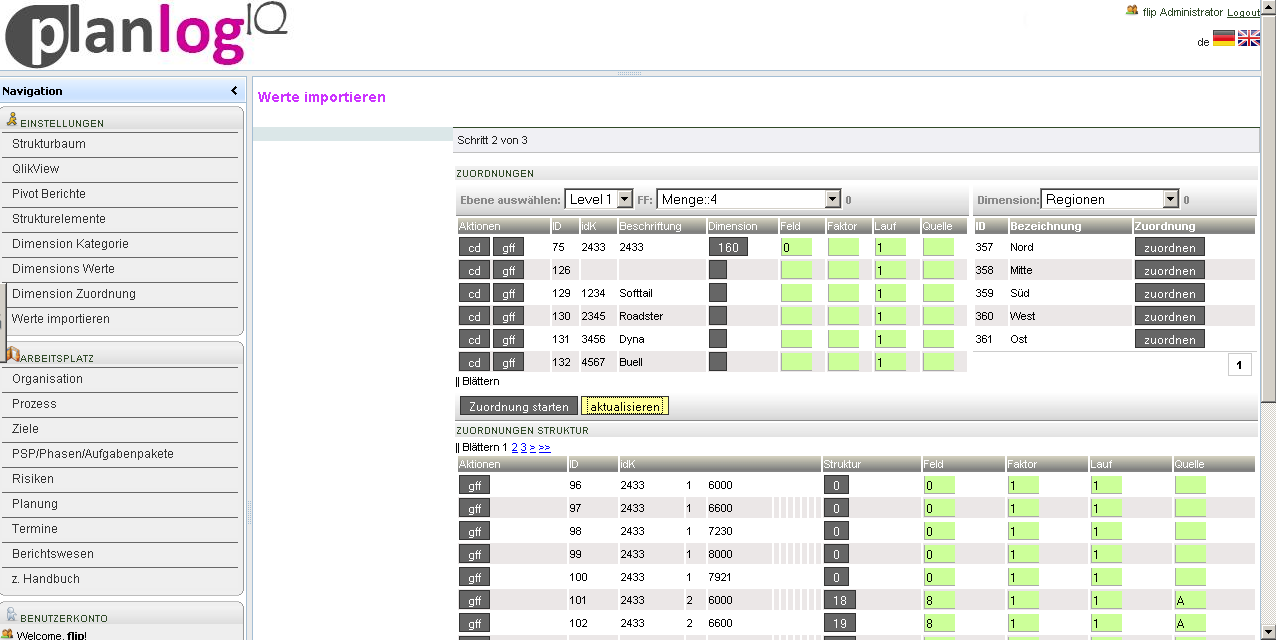 planlogIQ
flip Administrator Logout
de
Navigation
EINSTELLUNGEN
Strukturbaum
QlikView
Pivot Berichte
Strukturelemente
Dimension Kategorie
Dimensions Werte
Dimension Zuordnung
Werte importieren
ARBEITSPLATZ
Organisation
Prozess
Ziele
PSP/Phasen/Aufgabenpakete
Risiken
Planung
Termine
Berichtswesen
z. Handbuch
BENUTZERKONTO
Welcome, flip!
Werte importieren
Schritt 2 von 3
ZUORDNUNGEN
Ebene auswählen: Level 1 FF: Menge::4 0
Aktionen ID idK Beschriftung Dimension Feld Faktor Lauf Quelle
cd gff 75 2433 2433 160 0 1
cd gff 126 1
cd gff 129 1234 Softtail 1
cd gff 130 2345 Roadster 1
cd gff 131 3456 Dyna 1
cd gff 132 4567 Buell 1
|| Blättern
Dimension: Regionen 0
ID Bezeichnung Zuordnung
357 Nord zuordnen
358 Mitte zuordnen
359 Süd zuordnen
360 West zuordnen
361 Ost zuordnen
1
Zuordnung starten aktualisieren
ZUORDNUNGEN STRUKTUR
|| Blättern 1 2 3 > >>
Aktionen ID idK Struktur Feld Faktor Lauf Quelle
gff 96 2433 1 6000 0 0 1 1
gff 97 2433 1 6600 0 0 1 1
gff 98 2433 1 7230 0 0 1 1
gff 99 2433 1 8000 0 0 1 1
gff 100 2433 1 7921 0 0 1 1
gff 101 2433 2 6000 18 8 1 1 A
gff 102 2433 2 6600 19 8 1 1 A